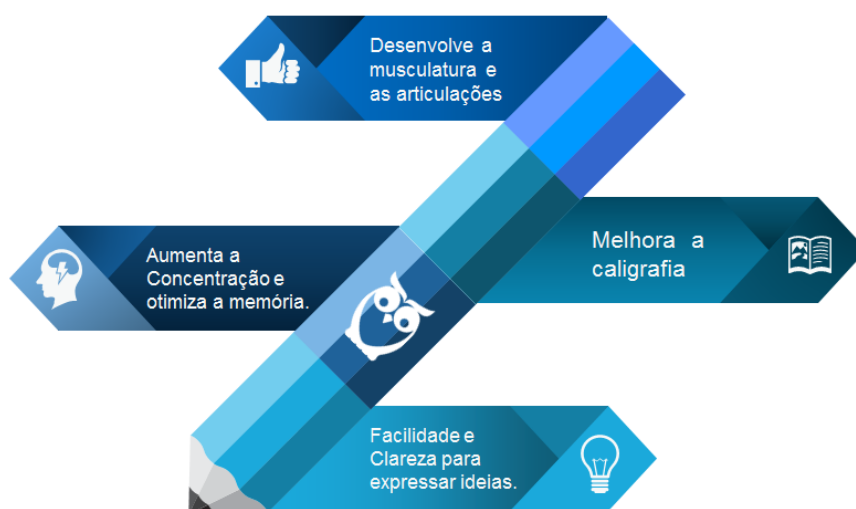 Desenvolve a
musculatura e
as articulações
Aumenta a
Concentração e
otimiza a memória.
Melhora a
caligrafia
Facilidade e
Clareza para
expressar ideias.